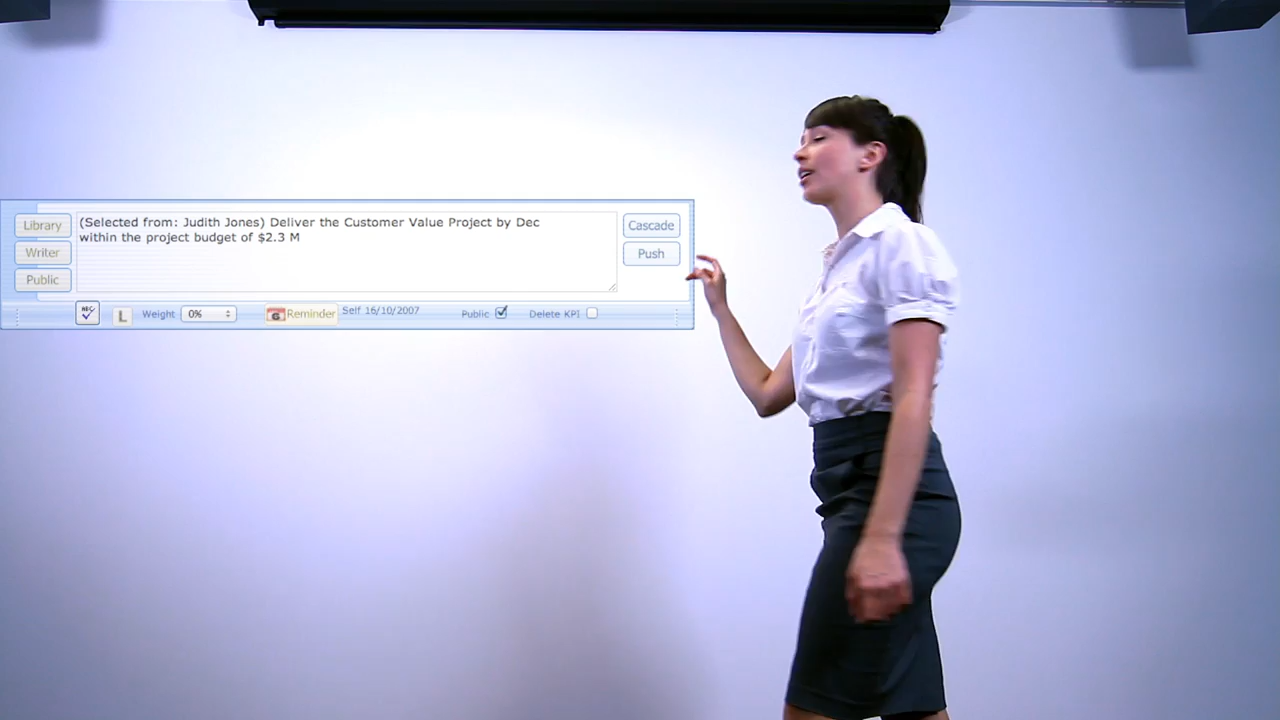 Library
Writer
Public
(Selected from: Judith Jones) Deliver the Customer Value Project by Dec
within the project budget of $2.3 M
Cascade
Push
ABC
L
Weight
0%
Reminder
Self 16/10/2007
Public
Delete KPI